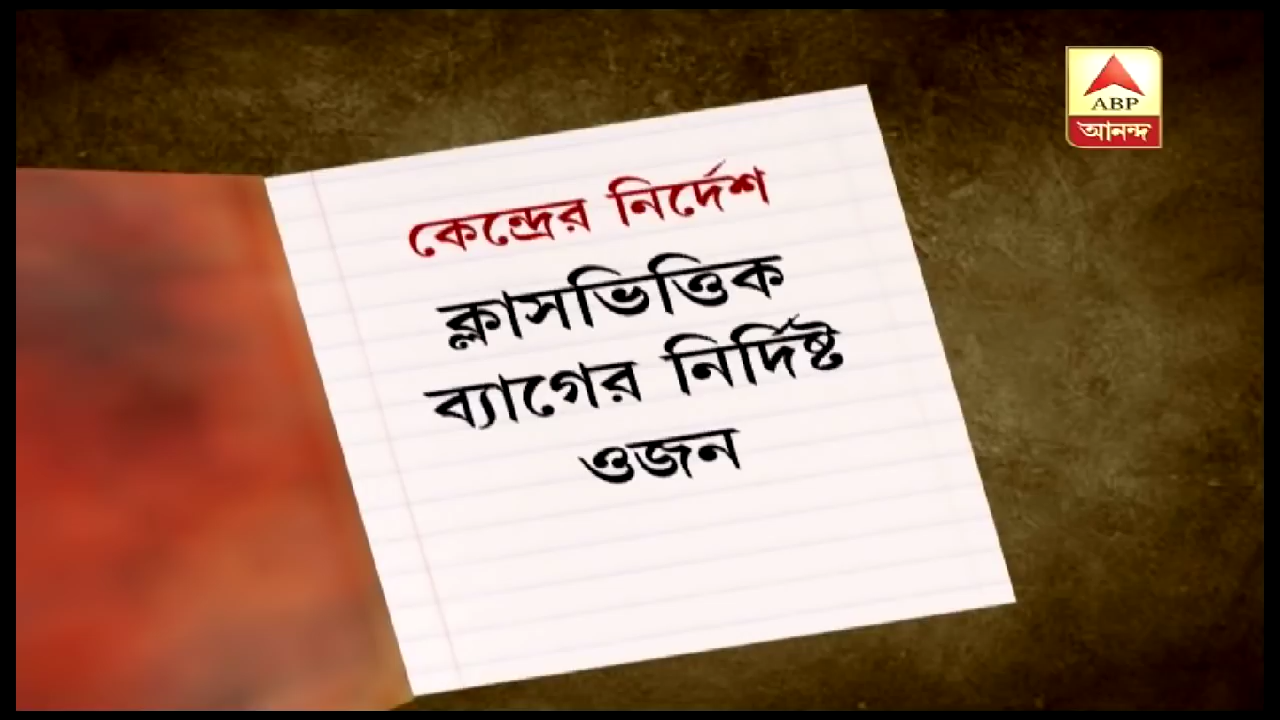 ABP
আনন্দ
কেন্দ্রের নির্দেশ
ক্লাসভিত্তিক
ব্যাগের নির্দিষ্ট
ওজন